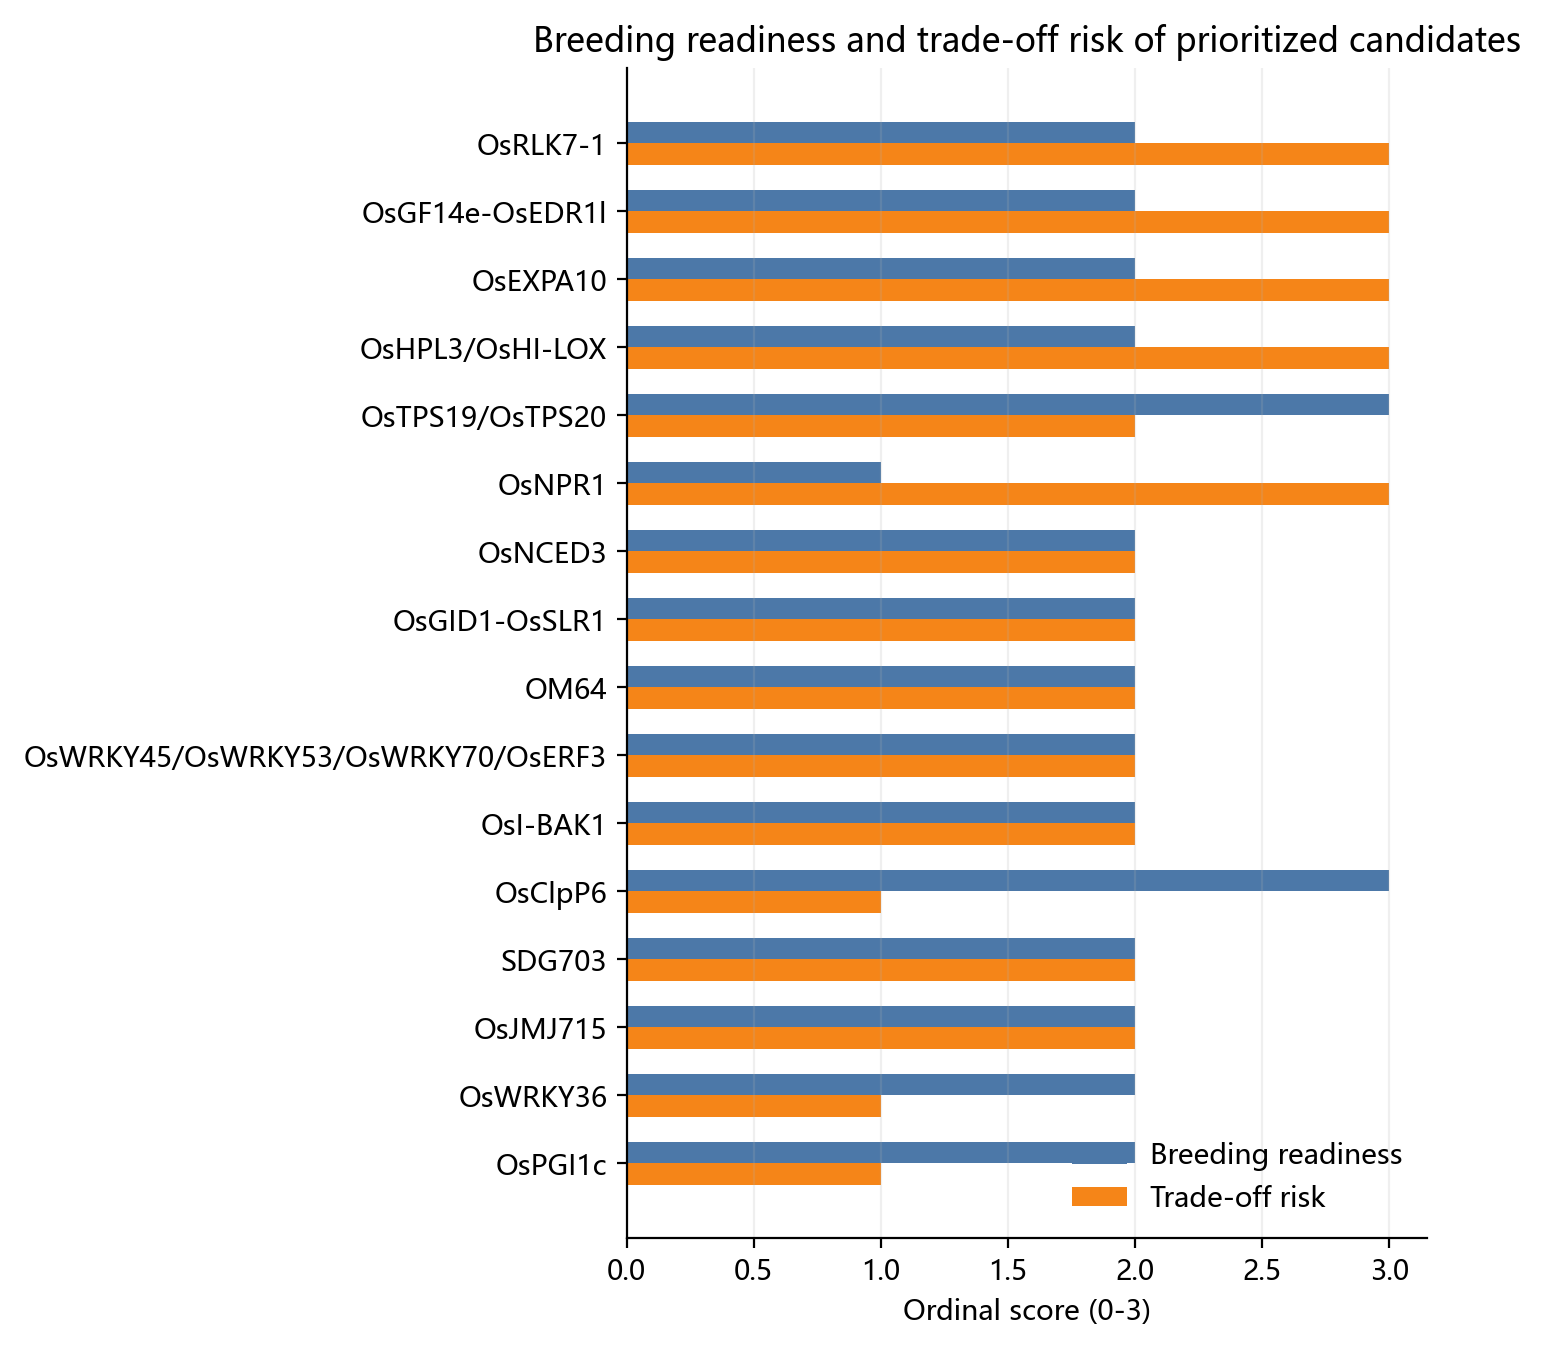 Breeding readiness and trade-off risk of prioritized candidates
OsRLK7-1
OsGF14e-OsEDR1l
OsEXPA10
OsHPL3/OsHI-LOX
OsTPS19/OsTPS20
OsNPR1
OsNCED3
OsGID1-OsSLR1
OM64
OsWRKY45/OsWRKY53/OsWRKY70/OsERF3
OsI-BAK1
OsClpP6
SDG703
OsJMJ715
OsWRKY36
OsPGI1c
Breeding readiness
Trade-off risk
0.0 0.5 1.0 1.5 2.0 2.5 3.0
Ordinal score (0-3)